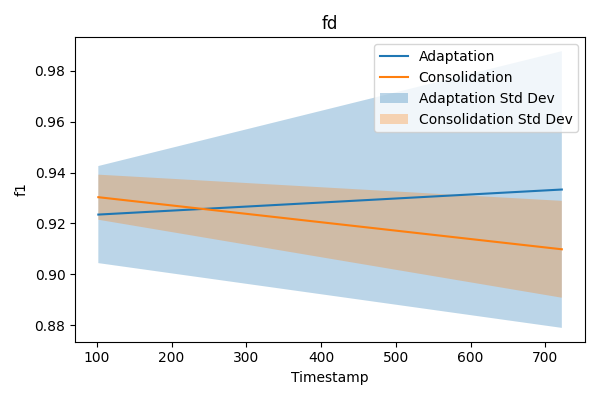 fd
Adaptation
Consolidation
Adaptation Std Dev
Consolidation Std Dev
f1
0.98
0.96
0.94
0.92
0.90
0.88
100 200 300 400 500 600 700
Timestamp